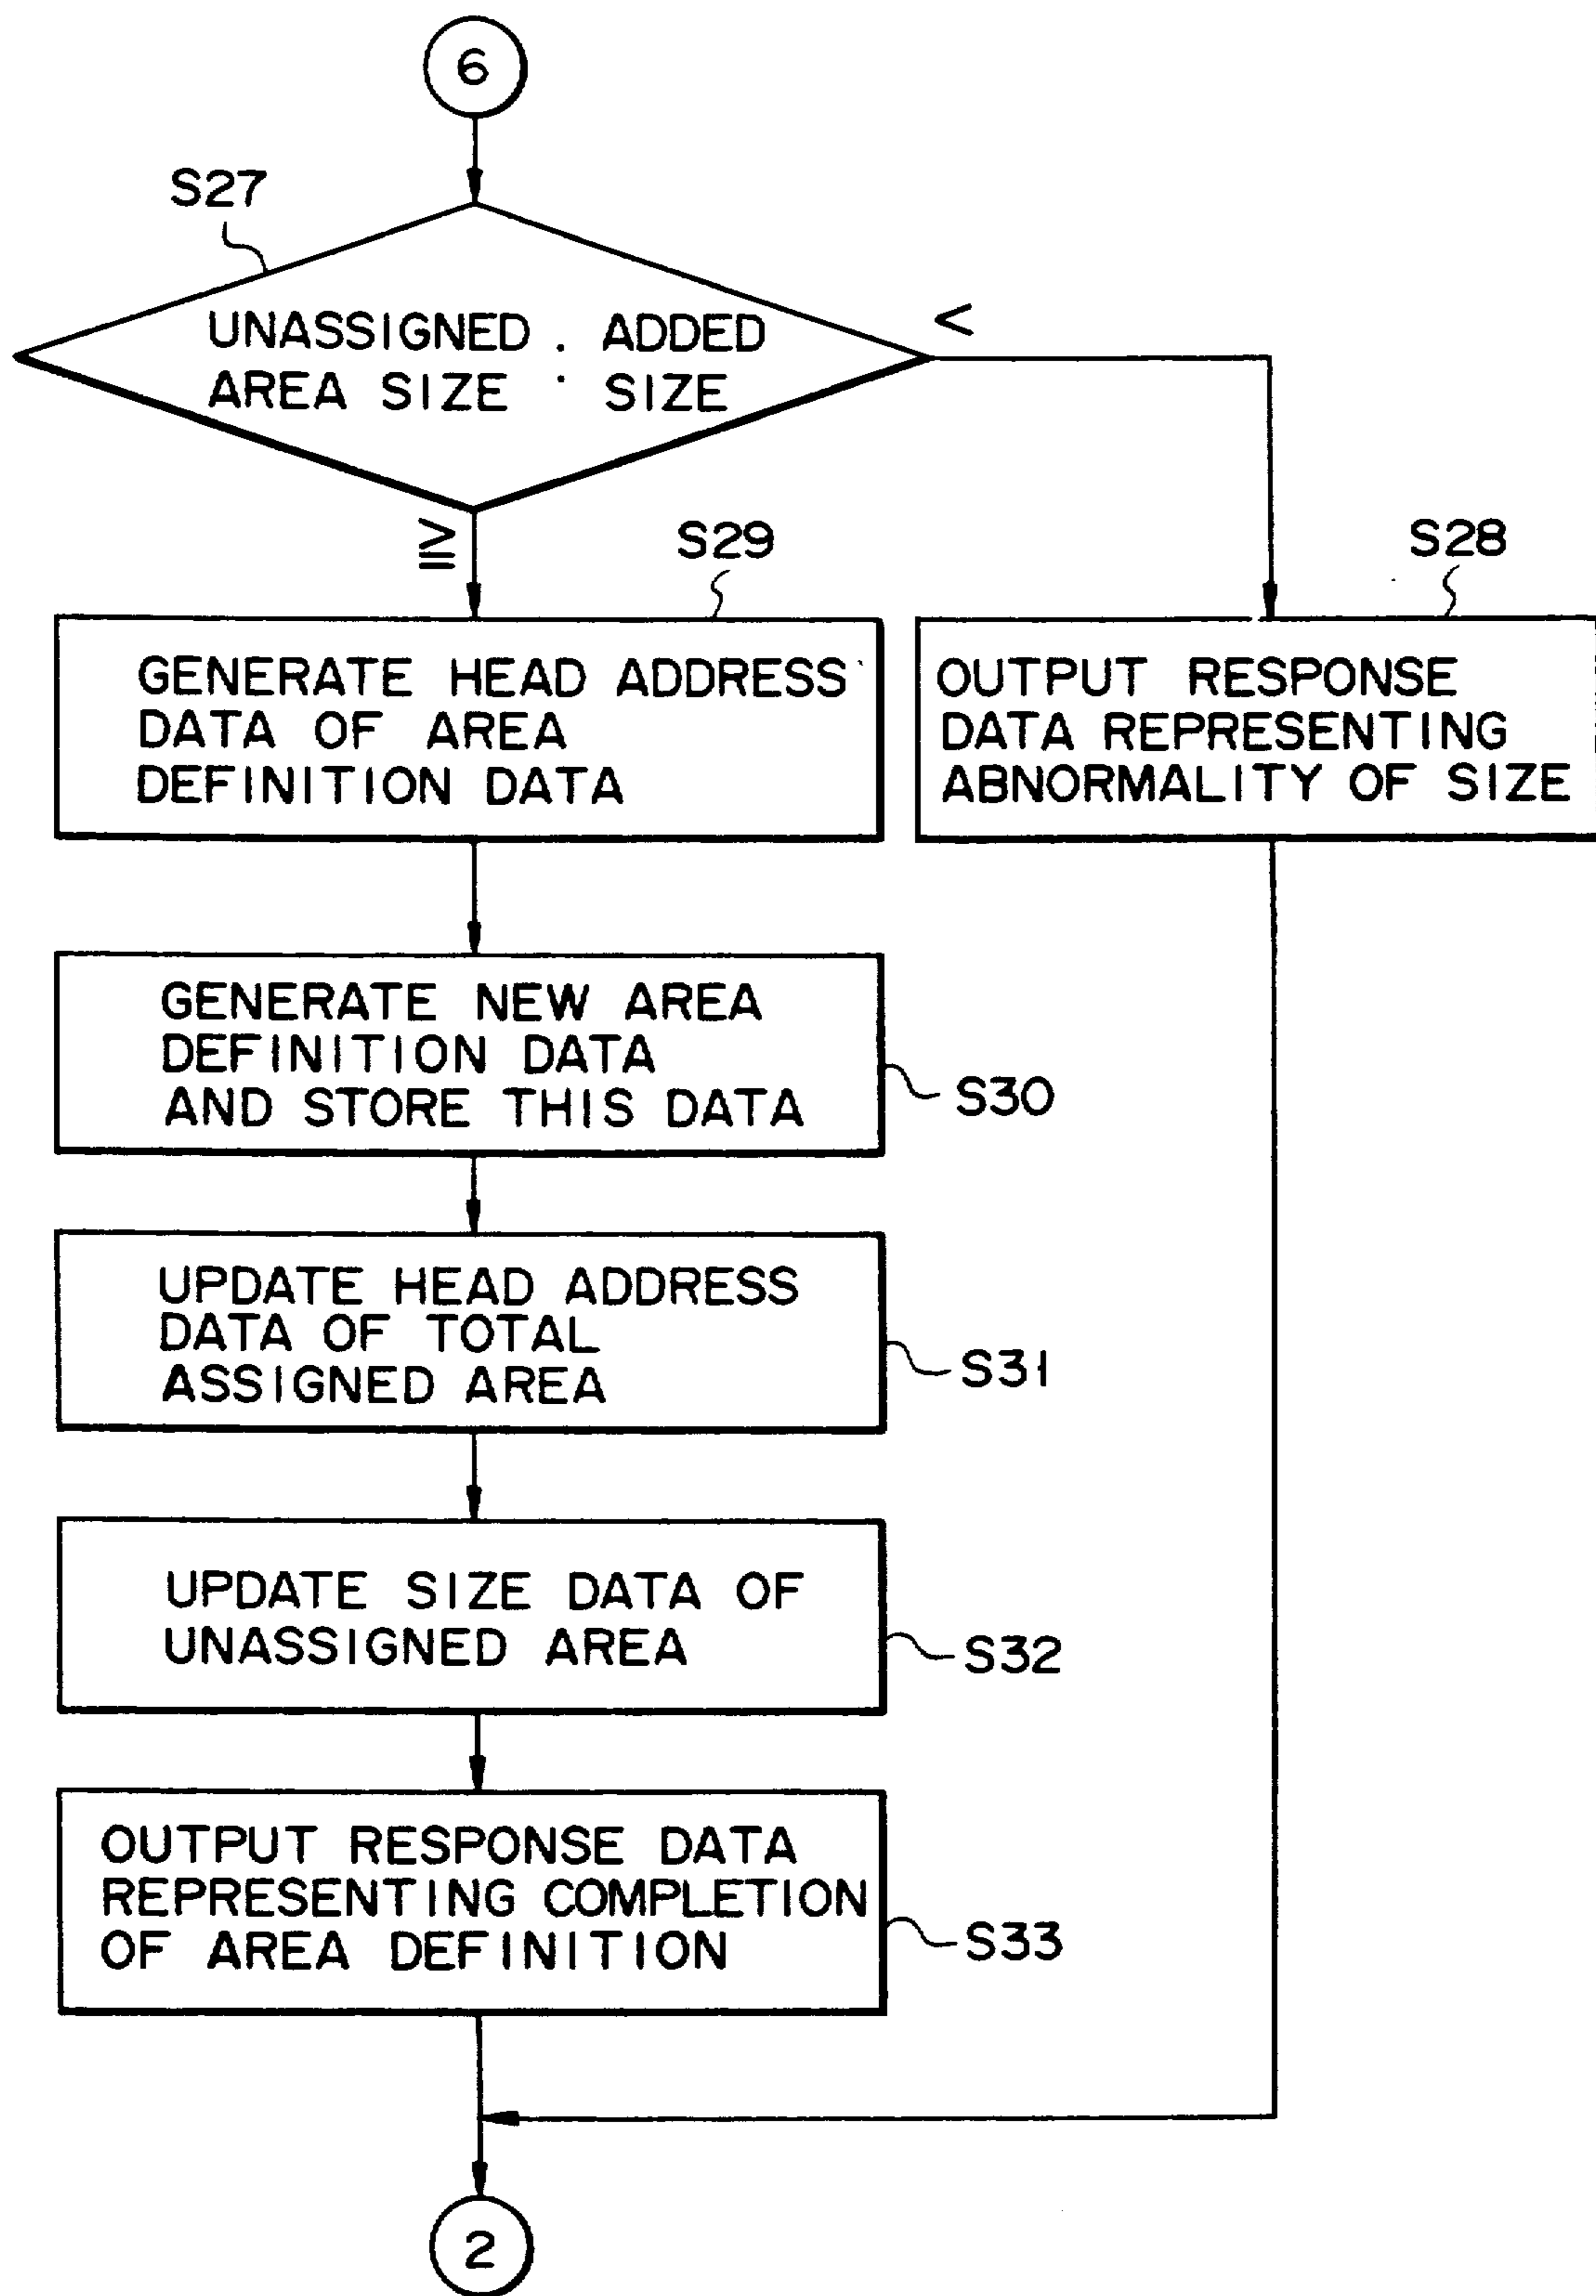 6
S27
UNASSIGNED : ADDED
AREA SIZE : SIZE
<
≧
S29
GENERATE HEAD ADDRESS
DATA OF AREA
DEFINITION DATA
S28
OUTPUT RESPONSE
DATA REPRESENTING
ABNORMALITY OF SIZE
GENERATE NEW AREA
DEFINITION DATA
AND STORE THIS DATA
S30
UPDATE HEAD ADDRESS
DATA OF TOTAL
ASSIGNED AREA
S31
UPDATE SIZE DATA OF
UNASSIGNED AREA
S32
OUTPUT RESPONSE DATA
REPRESENTING COMPLETION
OF AREA DEFINITION
S33
2